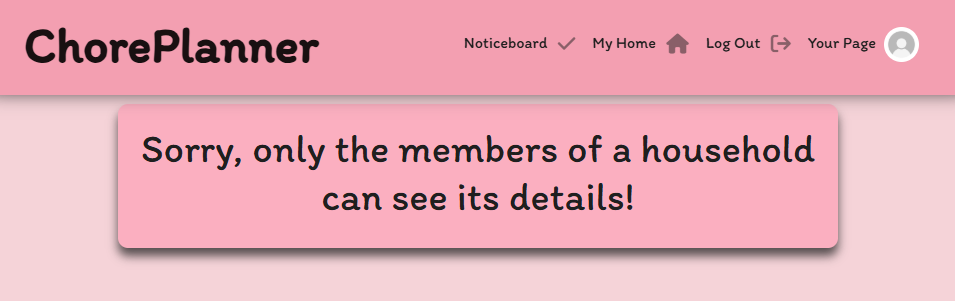 ChorePlanner
Noticeboard My Home Log Out Your Page
Sorry, only the members of a household
can see its details!